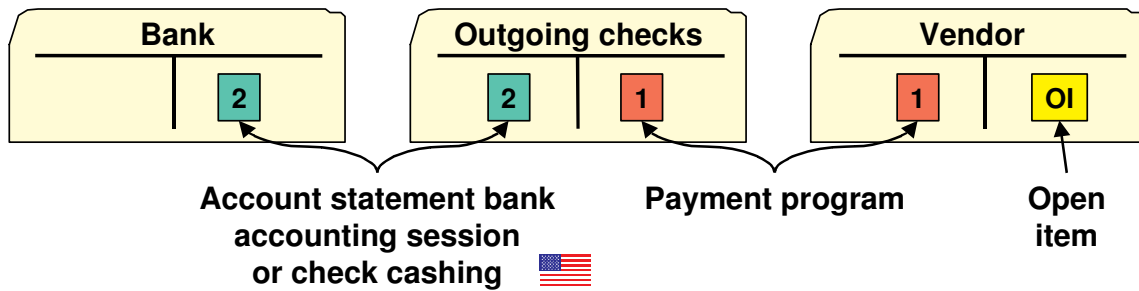 Bank
Outgoing checks
Vendor
2
2
1
1
OI
Account statement bank
accounting session
or check cashing
Payment program
Open
item